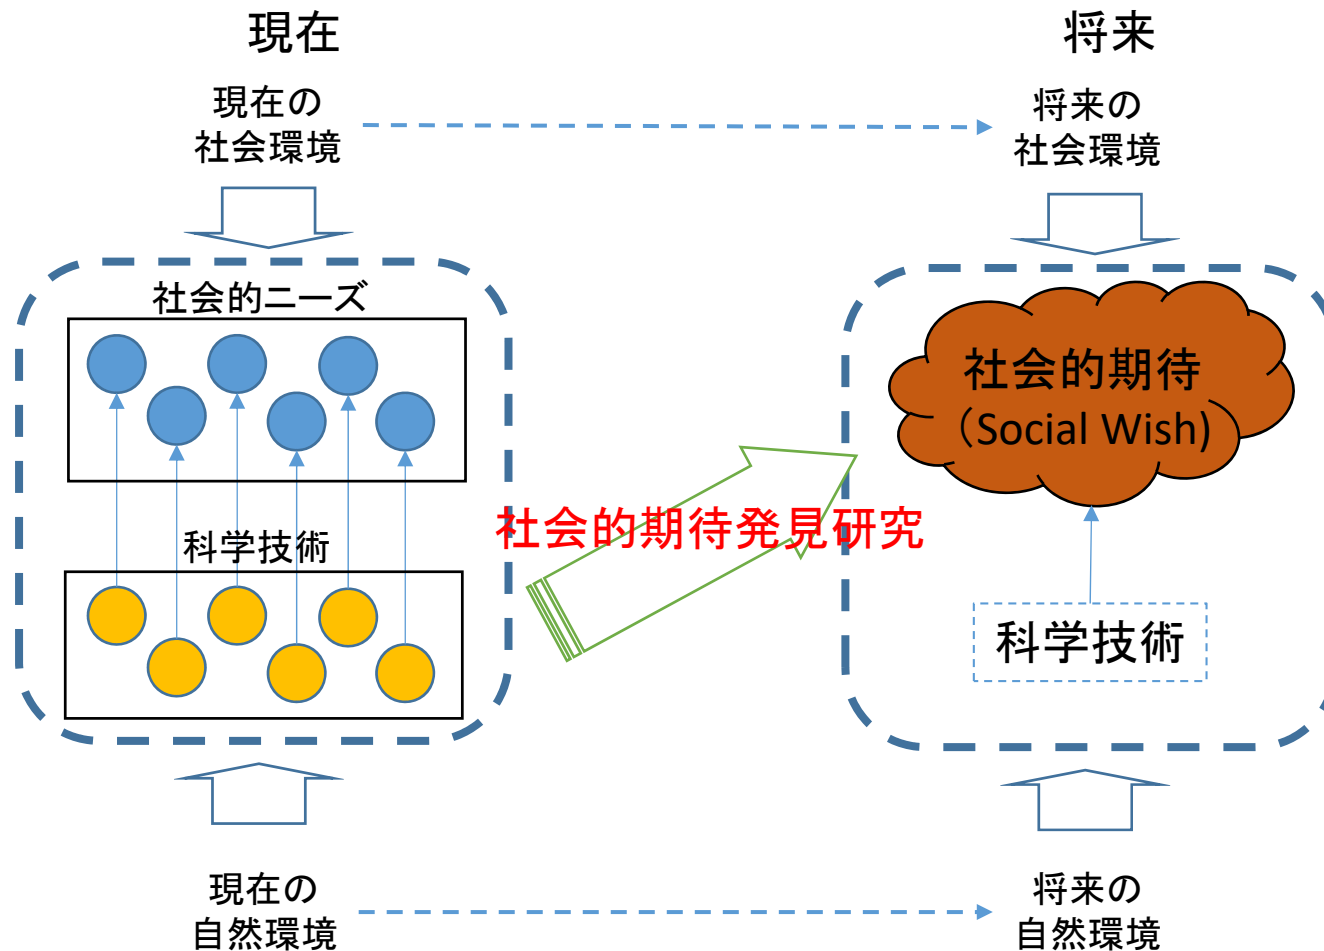 現在
将来
現在の
社会環境
将来の
社会環境
社会的ニーズ
科学技術
社会的期待発見研究
社会的期待
（Social Wish)
科学技術
現在の
自然環境
将来の
自然環境